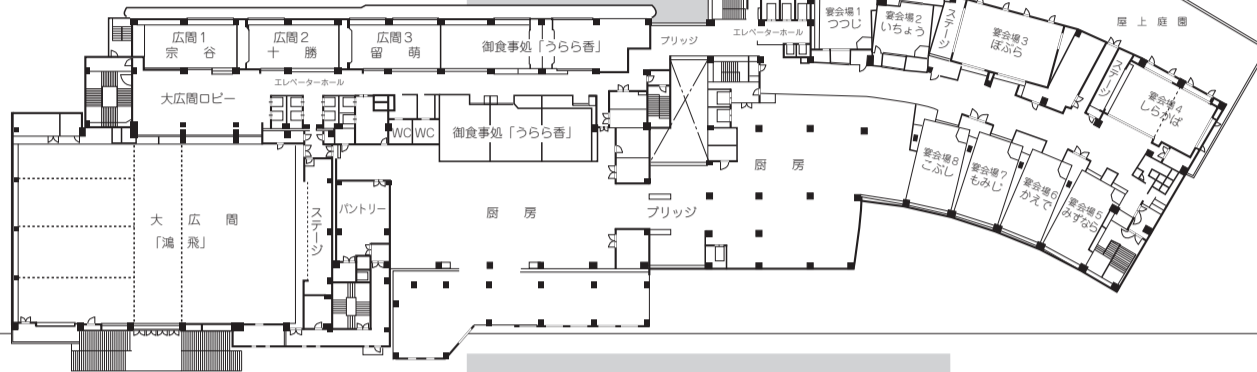 広間1
宗 谷
広間2
十 勝
広間3
留 萌
御食事処「うらら香」
ブリッジ
エレベーターホール
宴会場1
つつじ
宴会場2
いちょう
ステージ
宴会場3
ぽぷら
屋 上 庭 園
エレベーターホール
大広間ロビー
WC
WC
御食事処「うらら香」
ステージ
宴会場4
しらかば
厨 房
宴会場8
こぶし
宴会場7
もみじ
宴会場6
かえで
宴会場5
みずなら
大 広 間
「鴻 飛」
ステージ
パントリー
厨 房
ブリッジ